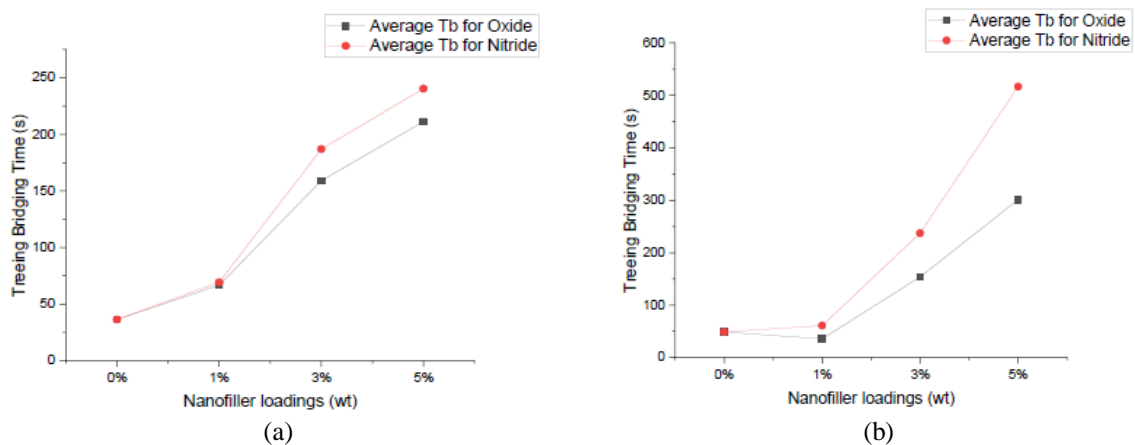 Average Tb for Oxide
Average Tb for Nitride
250
200
150
100
50
0
Treeing Bridging Time (s)
0%
1%
3%
5%
Nanofiller loadings (wt)
(a)
Average Tb for Oxide
Average Tb for Nitride
600
500
400
300
200
100
0
Treeing Bridging Time (s)
0%
1%
3%
5%
Nanofiller loadings (wt)
(b)